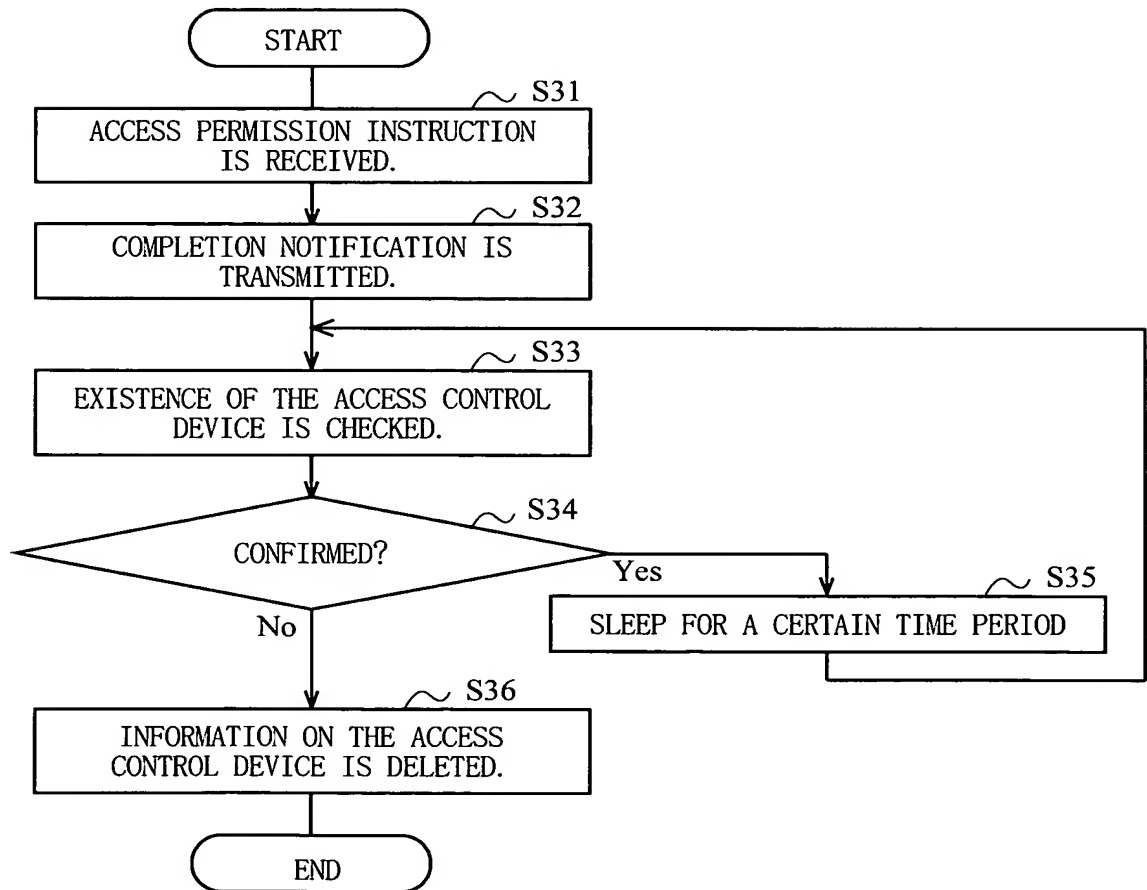 START
S31
ACCESS PERMISSION INSTRUCTION
IS RECEIVED.
S32
COMPLETION NOTIFICATION IS
TRANSMITTED.
S33
EXISTENCE OF THE ACCESS CONTROL
DEVICE IS CHECKED.
S34
CONFIRMED?
Yes
S35
SLEEP FOR A CERTAIN TIME PERIOD
No
S36
INFORMATION ON THE ACCESS
CONTROL DEVICE IS DELETED.
END